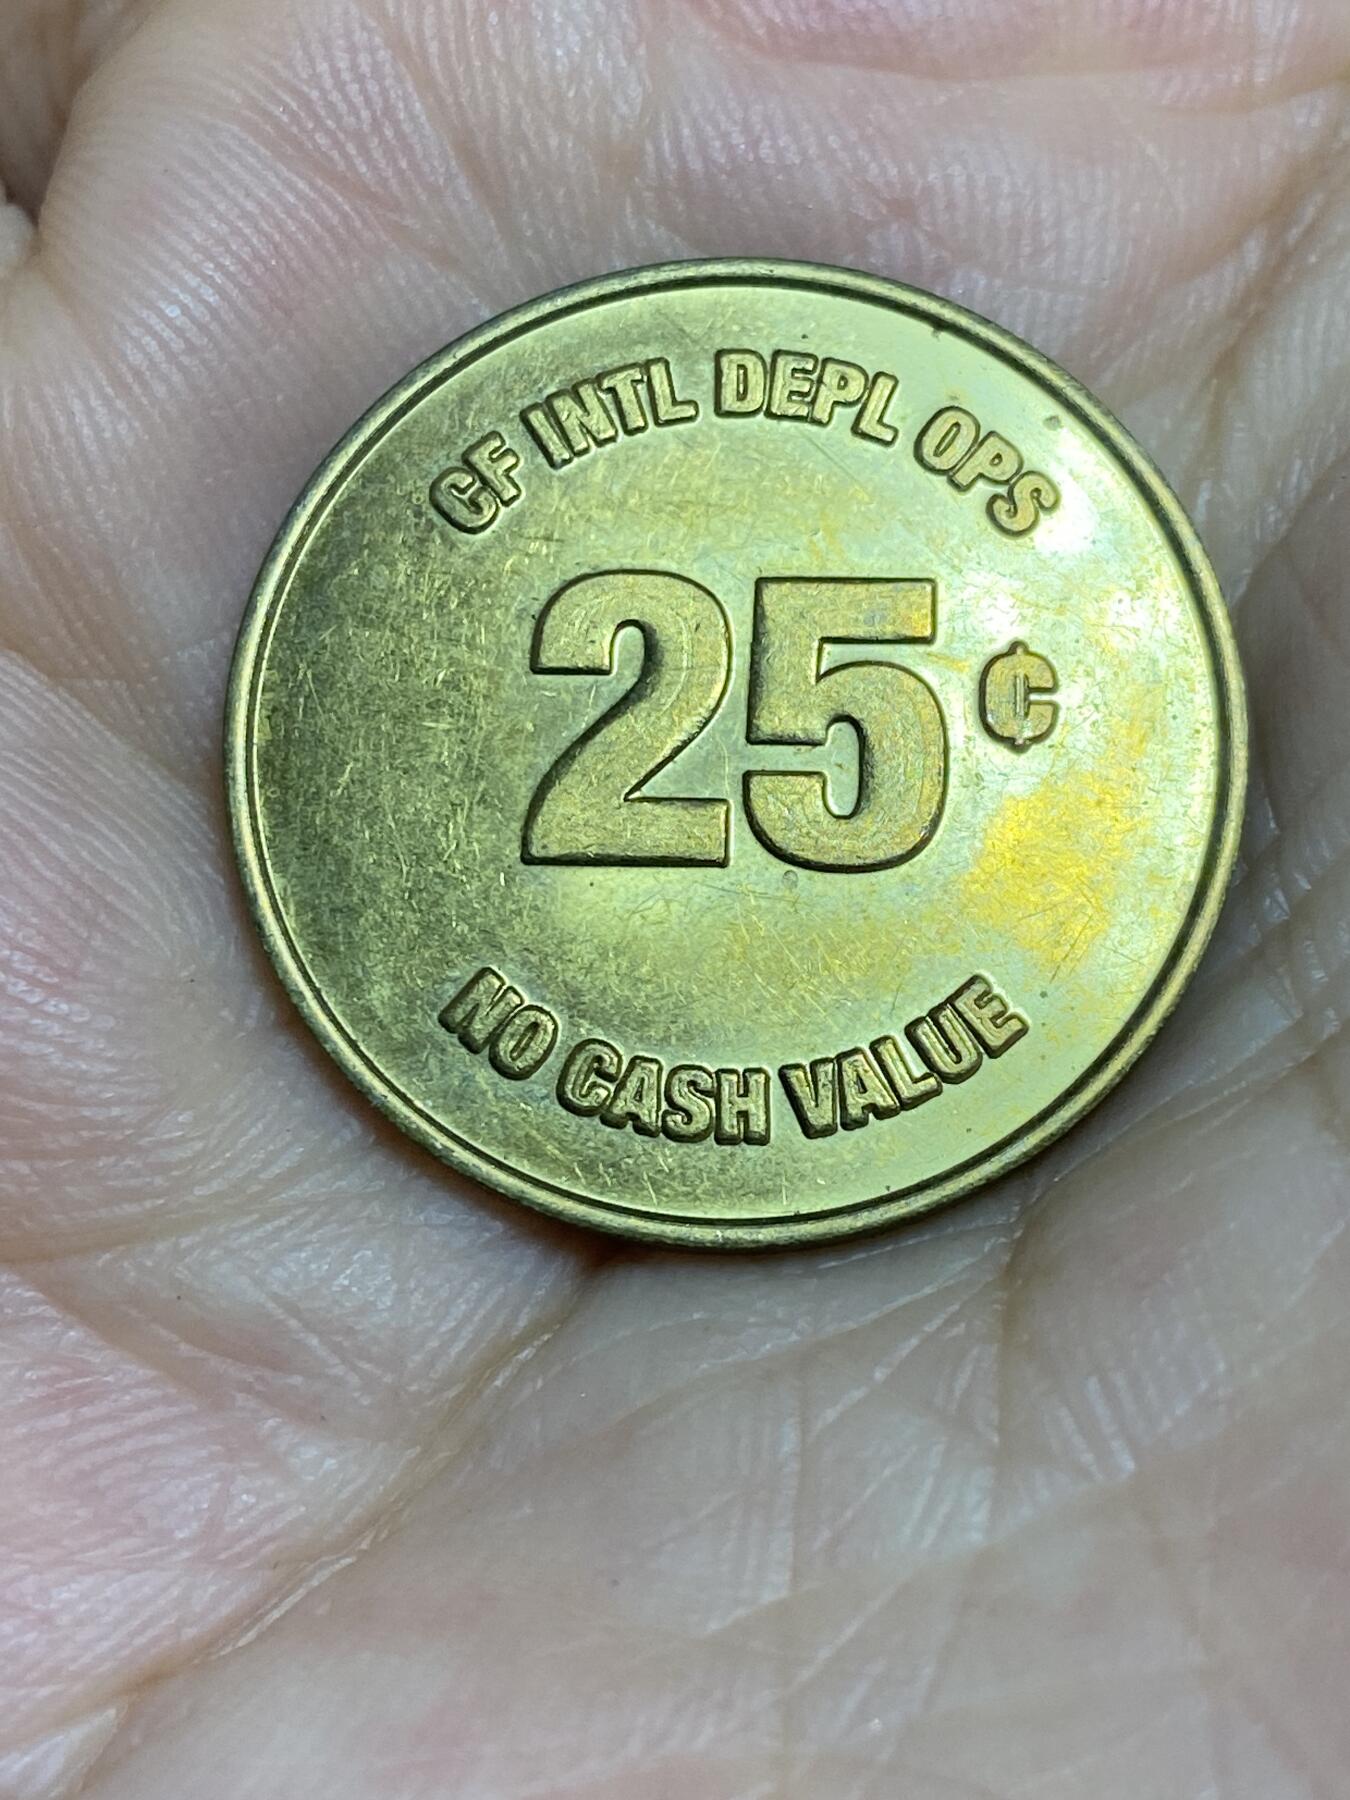 CF INTL DEPL OPS
25¢
NO CASH VALUE